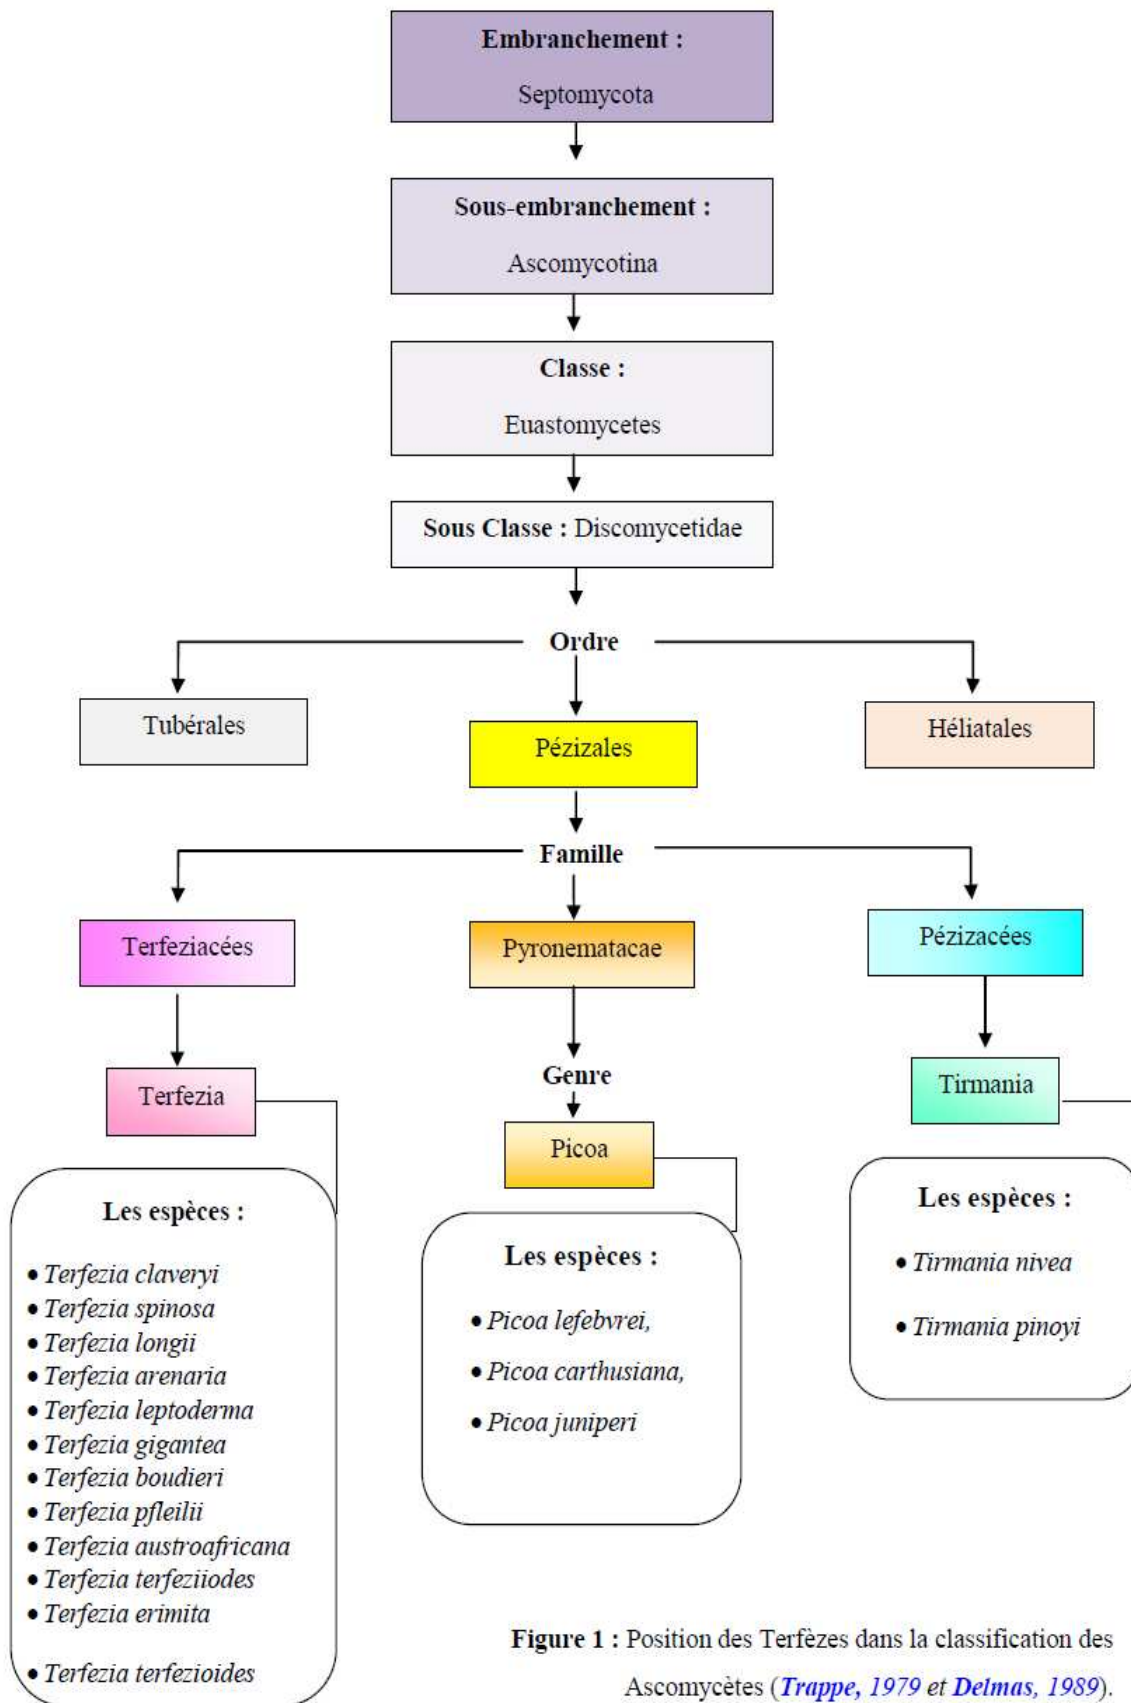 Embranchement :
Septomycota
Sous-embranchement :
Ascomycotina
Classe :
Euastomycetes
Sous Classe : Discomycetidae
Ordre
Tubérales
Pézizales
Héliatales
Famille
Terfeziacées
Pyronematacae
Pézizacées
Terfezia
Genre
Picoa
Tirmania
Les espèces :
• Terfezia claveryi
• Terfezia spinosa
• Terfezia longii
• Terfezia arenaria
• Terfezia leptoderma
• Terfezia gigantea
• Terfezia boudieri
• Terfezia pfleilii
• Terfezia austroafricana
• Terfezia terfeziiodes
• Terfezia erimita
• Terfezia terfezioides
Les espèces :
• Picoa lefebvrei,
• Picoa carthusiana,
• Picoa juniperi
Les espèces :
• Tirmania nivea
• Tirmania pinoyi
Figure 1 : Position des Terfèzes dans la classification des
Ascomycètes (Trappe, 1979 et Delmas, 1989).